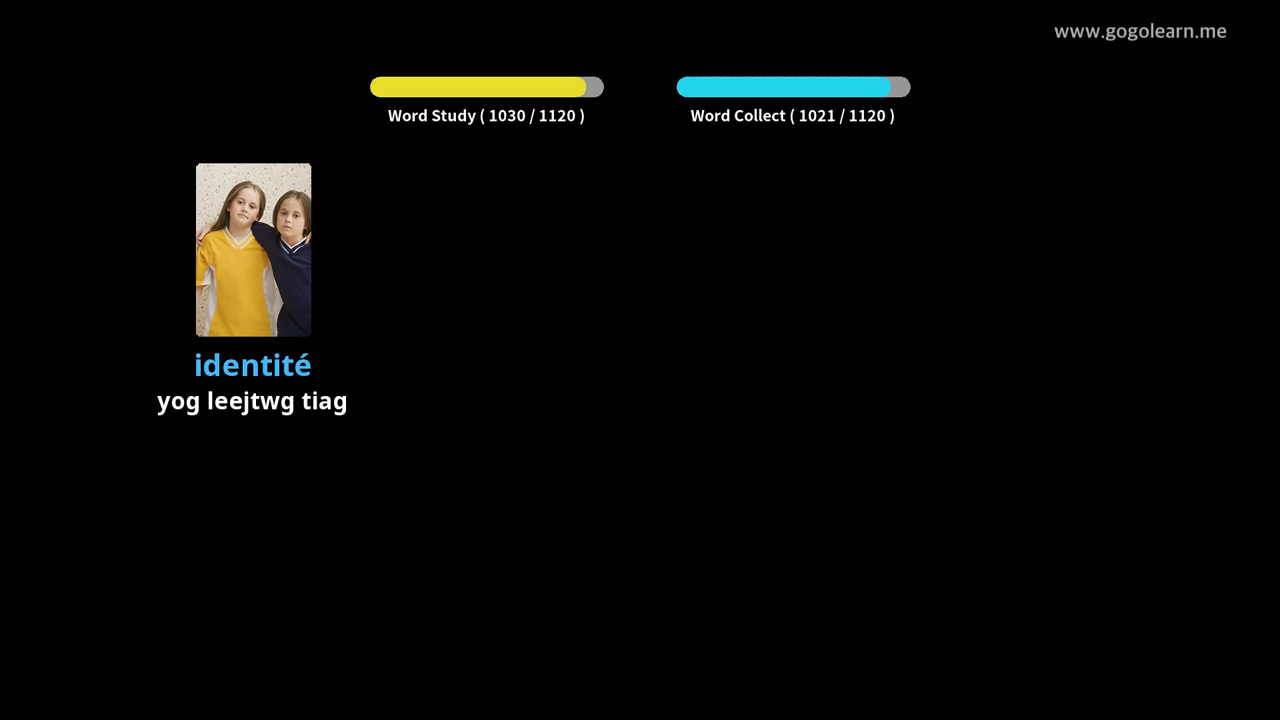 www.gogolearn.me
Word Study ( 1030 / 1120 )
Word Collect ( 1021 / 1120 )
identité
yog leejtwg tiag